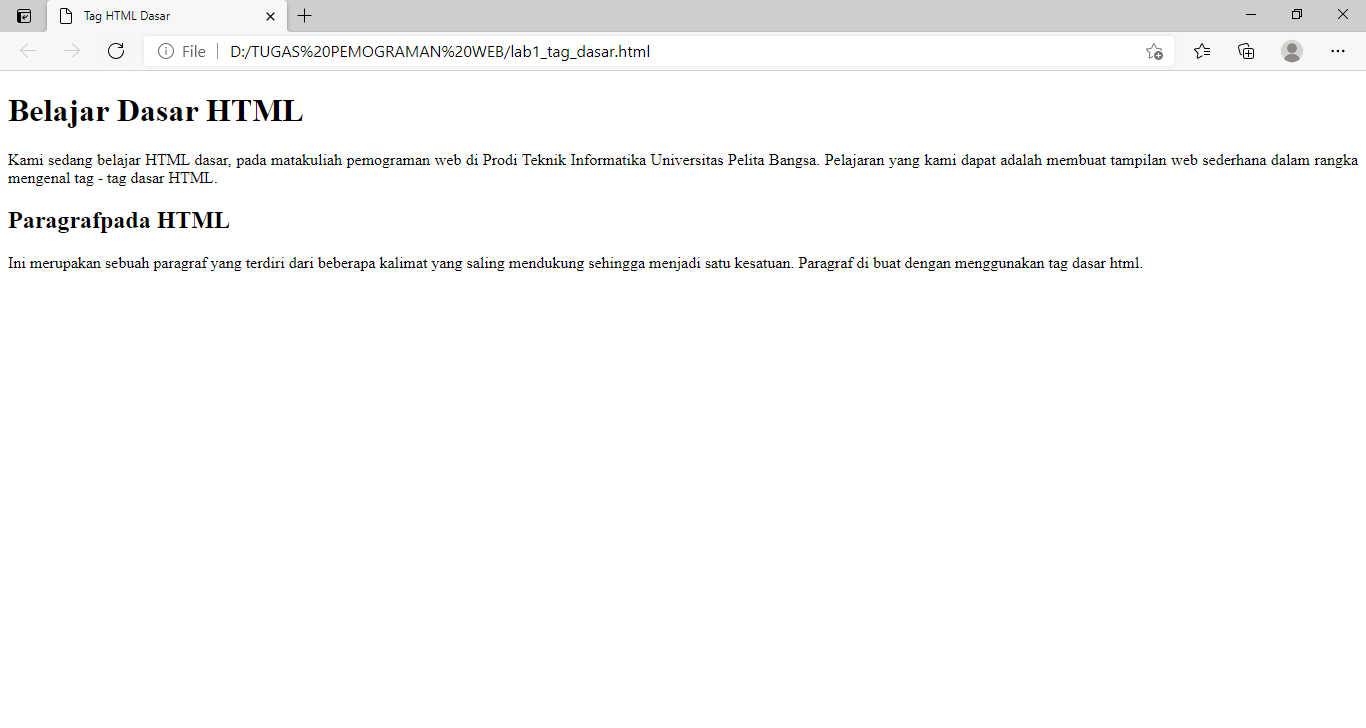 Tag HTML Dasar
File
D:/TUGAS%20PEMOGRAMAN%20WEB/lab1_tag_dasar.html
Belajar Dasar HTML
Kami sedang belajar HTML dasar, pada matakuliah pemograman web di Prodi Teknik Informatika Universitas Pelita Bangsa. Pelajaran yang kami dapat adalah membuat tampilan web sederhana dalam rangka
mengenal tag - tag dasar HTML.
Paragrafpada HTML
Ini merupakan sebuah paragraf yang terdiri dari beberapa kalimat yang saling mendukung sehingga menjadi satu kesatuan. Paragraf di buat dengan menggunakan tag dasar html.